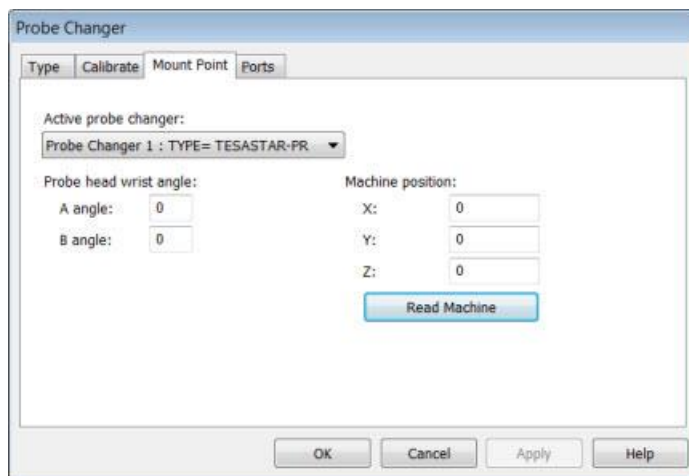 Probe Changer
Type Calibrate Mount Point Ports
Active probe changer:
Probe Changer 1 : TYPE= TESASTAR-PR
Probe head wrist angle: Machine position:
A angle: 0 X: 0
B angle: 0 Y: 0
Z: 0
Read Machine
OK Cancel Apply Help